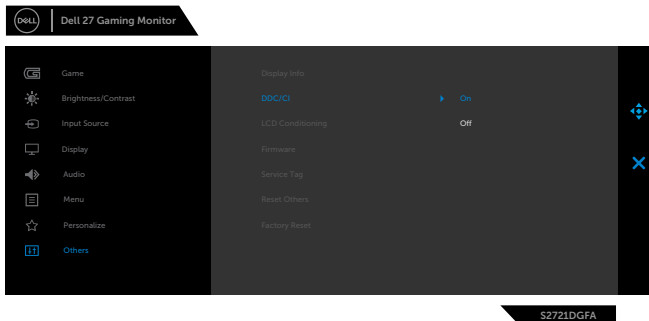 DELL
Dell 27 Gaming Monitor
Game
Display Info
Brightness/Contrast
DDC/CI
On
Input Source
LCD Conditioning
Off
Display
Firmware
Audio
Service Tag
Menu
Reset Others
Personalize
Factory Reset
Others
S2721DGFA